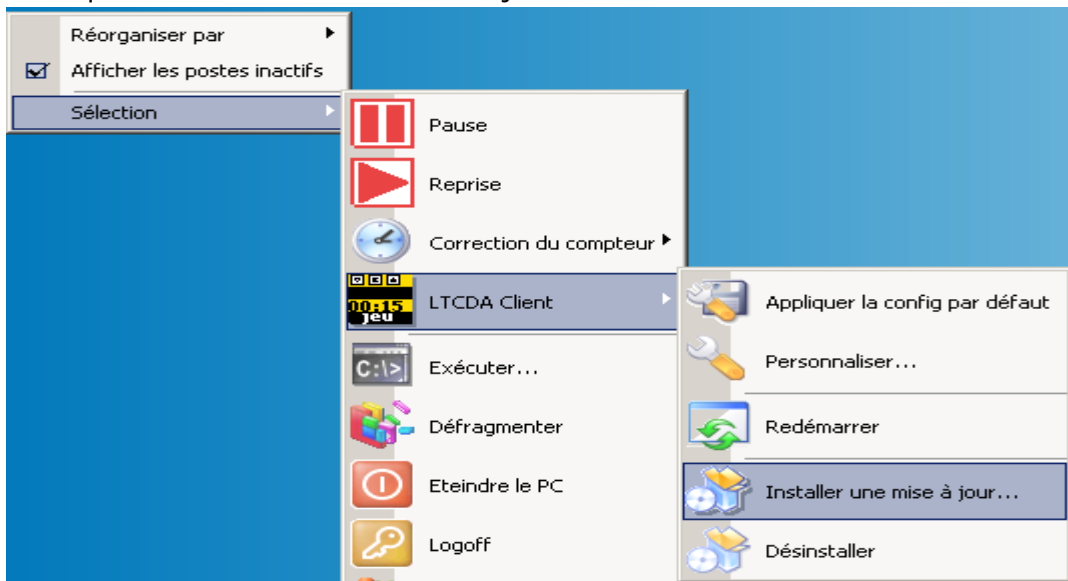 Réorganiser par
Afficher les postes inactifs
Sélection
Pause
Reprise
Correction du compteur
00:15
jeu
LTCDA Client
C:\>
Exécuter...
Défragmenter
Eteindre le PC
Logoff
Appliquer la config par défaut
Personnaliser...
Redémarrer
Installer une mise à jour...
Désinstaller